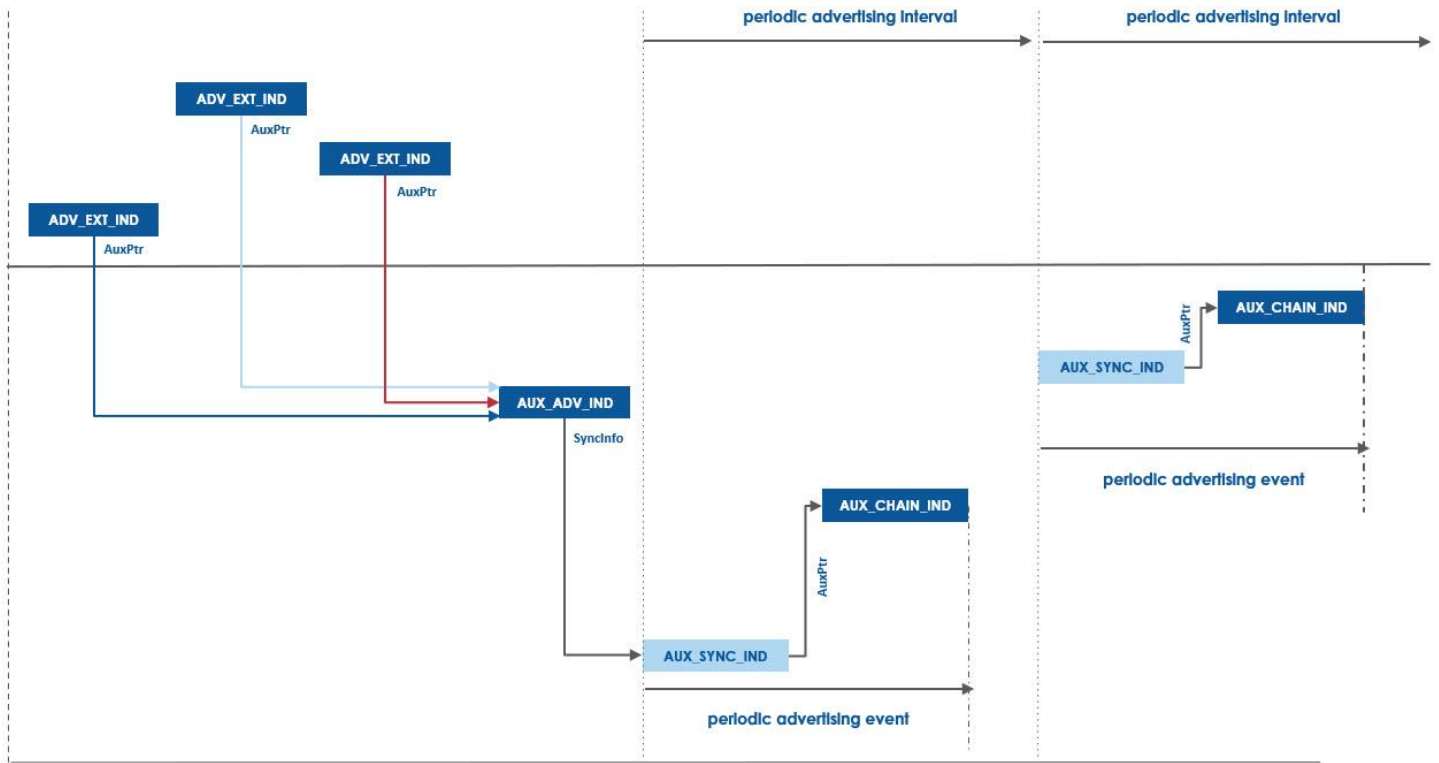 periodic advertising interval
periodic advertising interval
ADV_EXT_IND
AuxPtr
ADV_EXT_IND
AuxPtr
ADV_EXT_IND
AuxPtr
AUX_CHAIN_IND
AuxPtr
AUX_SYNC_IND
AUX_ADV_IND
SyncInfo
periodic advertising event
AUX_CHAIN_IND
AuxPtr
AUX_SYNC_IND
periodic advertising event